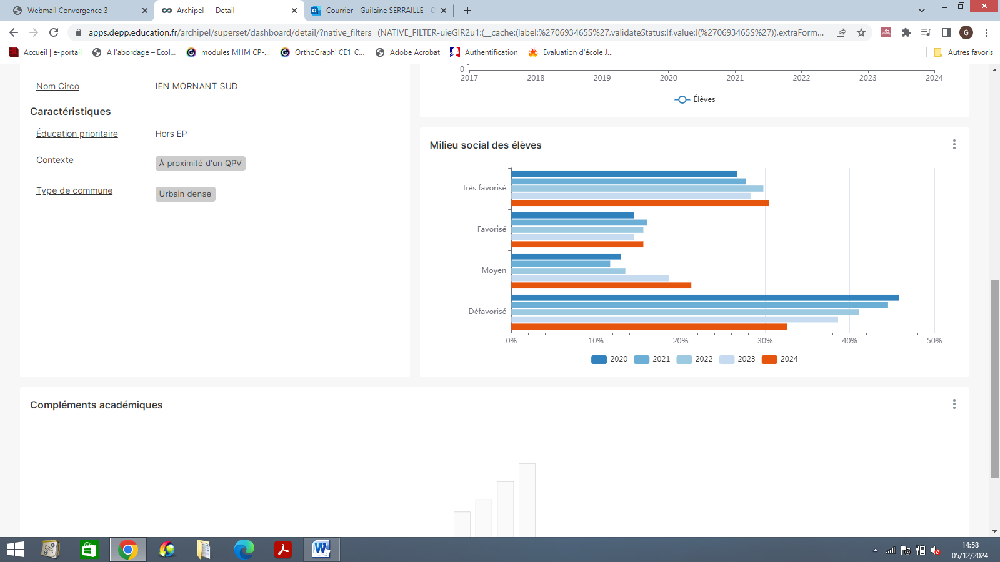 Webmail Convergence 3
Archipel — Detail
Courrier - Guilaine SERRAILLE -
apps.depp.education.fr/archipel/superset/dashboard/detail/?native_filters=(NATIVE_FILTER-uieGIR2u1:(__cache:(label:%270693465S%27,validateStatus:!f,value:!(%270693465S%27)),extraForm...
G
Accueil | e-portail
A l'abordage – Ecol...
modules MHM CP-...
OrthoGraph' CE1_C...
Adobe Acrobat
Authentification
Evaluation d'école J...
Autres favoris
Nom Circo IEN MORNANT SUD
Caractéristiques
Éducation prioritaire Hors EP
Contexte À proximité d'un QPV
Type de commune Urbain dense
0
2017 2018 2019 2020 2021 2022 2023 2024
Élèves
Milieu social des élèves
Très favorisé
Favorisé
Moyen
Défavorisé
0% 10% 20% 30% 40% 50%
2020 2021 2022 2023 2024
Compléments académiques
14:58
05/12/2024